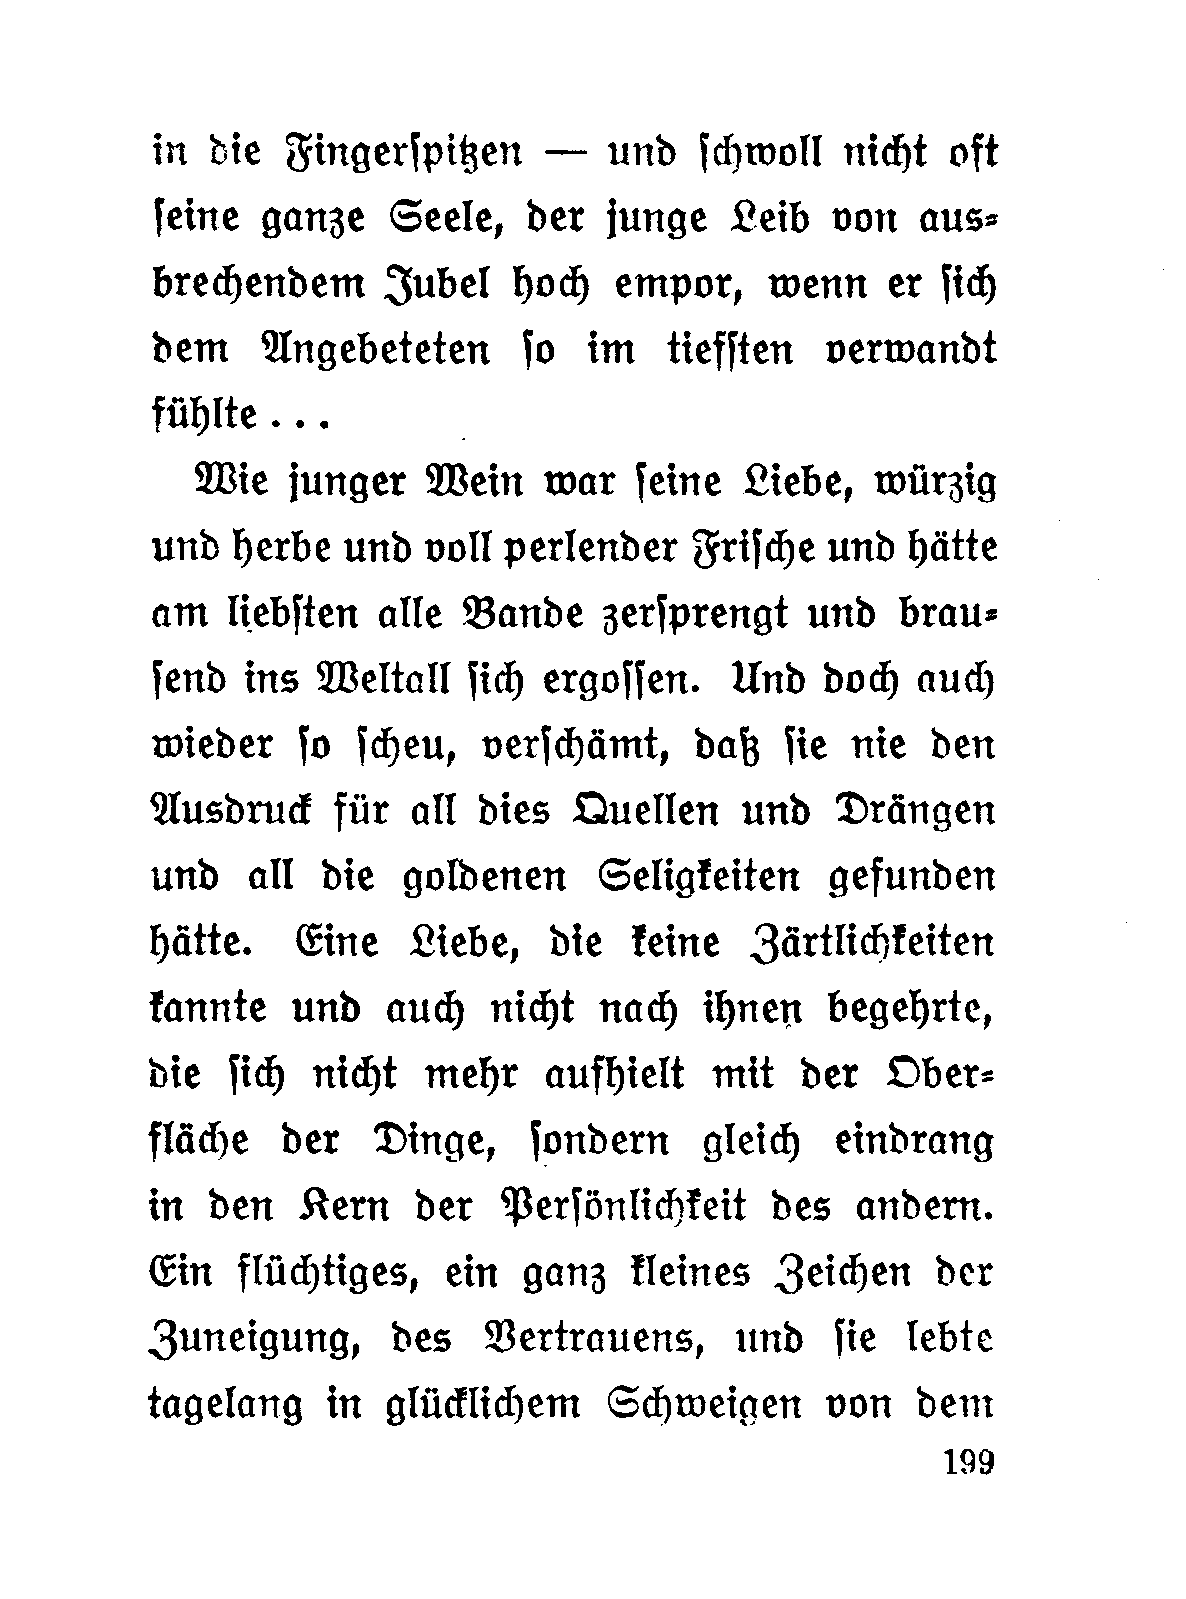 in die Fingerspitzen — und schwoll nicht oft
seine ganze Seele, der junge Leib von aus-
brechendem Jubel hoch empor, wenn er sich
dem Angebeteten so im tiefsten verwandt
fühlte . . .
Wie junger Wein war seine Liebe, würzig
und herbe und voll perlender Frische und hätte
am liebsten alle Bande zersprengt und brau-
send ins Weltall sich ergossen. Und doch auch
wieder so scheu, verschämt, daß sie nie den
Ausdruck für all dies Quellen und Drängen
und all die goldenen Seligkeiten gefunden
hätte. Eine Liebe, die keine Zärtlichkeiten
kannte und auch nicht nach ihnen begehrte,
die sich nicht mehr aufhielt mit der Ober-
fläche der Dinge, sondern gleich eindrang
in den Kern der Persönlichkeit des andern.
Ein flüchtiges, ein ganz kleines Zeichen der
Zuneigung, des Vertrauens, und sie lebte
tagelang in glücklichem Schweigen von dem
199